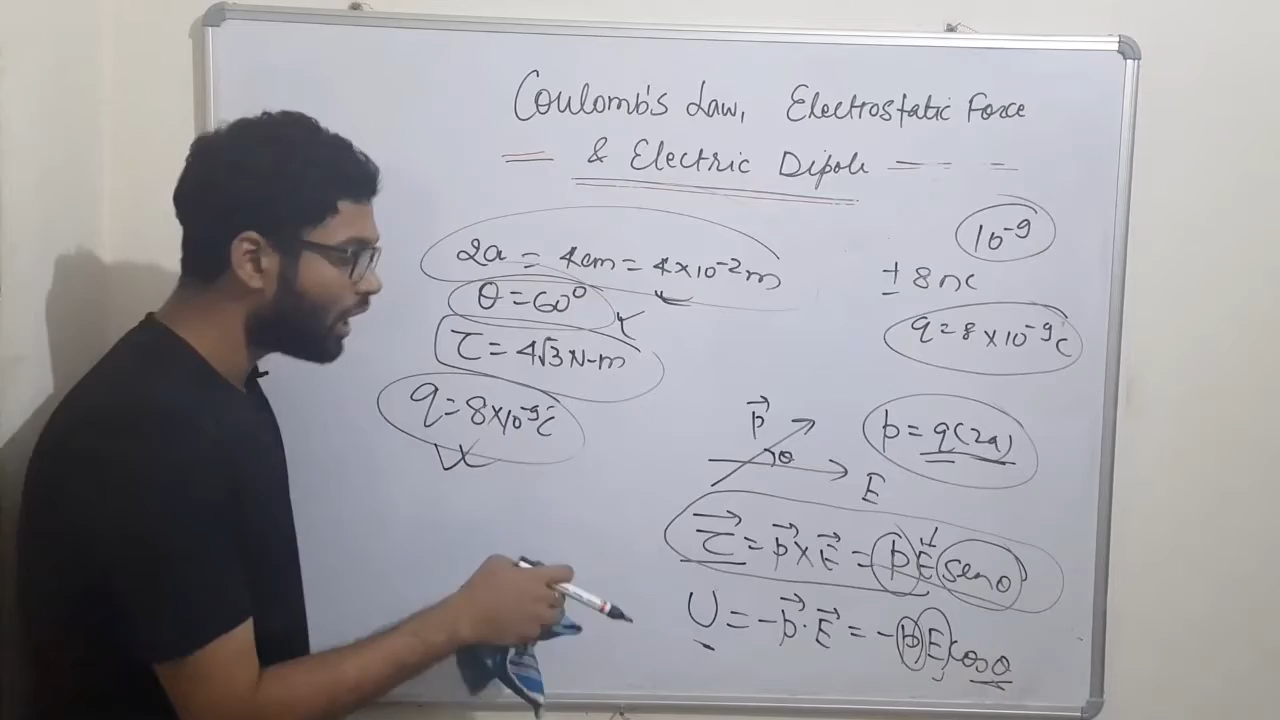 Coulomb's Law, Electrostatic Force
& Electric Dipole
2a = 4cm = 4×10⁻²m
θ = 60°
τ = 4√3 N-m
q = 8×10⁻⁹C
10⁻⁹
± 8nC
q = 8×10⁻⁹C
p⃗
θ
E
p = q(2a)
τ⃗ = p⃗ × E⃗ = pE sinθ
U = -p⃗·E⃗ = -pE cosθ